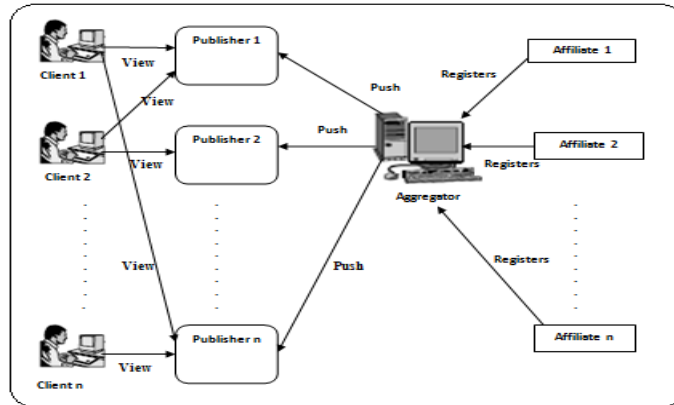 Publisher 1
Affiliate 1
Client 1
View
Registers
Push
View
Publisher 2
Push
Affiliate 2
View
Registers
Client 2
Aggregator
Registers
View
Push
Publisher n
Affiliate n
View
Client n